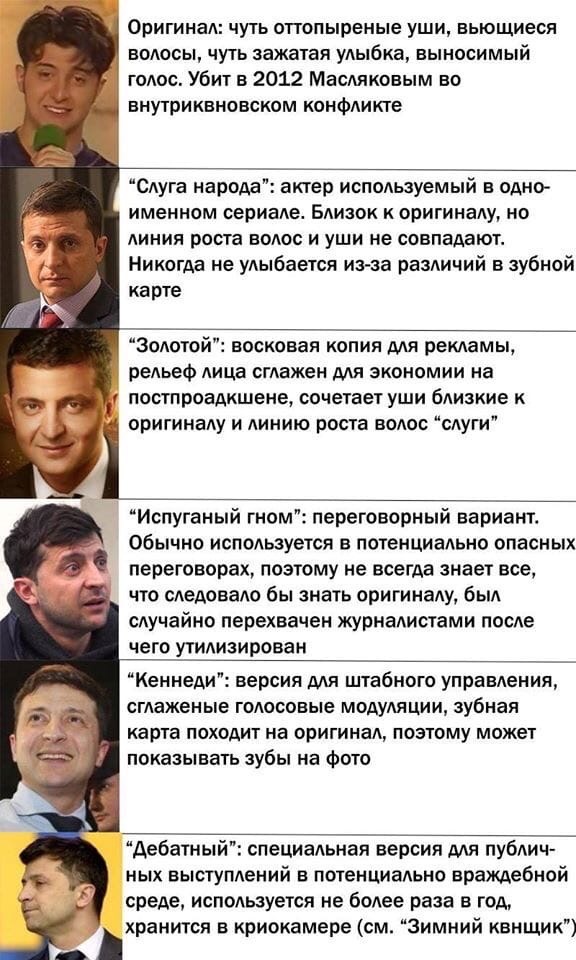 Оригинал: чуть оттопыреные уши, вьющиеся
волосы, чуть зажатая улыбка, выносимый
голос. Убит в 2012 Масляковым во
внутриквновском конфликте
“Слуга народа”: актер используемый в одно-
именном сериале. Близок к оригиналу, но
линия роста волос и уши не совпадают.
Никогда не улыбается из-за различий в зубной
карте
“Золотой”: восковая копия для рекламы,
рельеф лица сглажен для экономии на
постпроадкшене, сочетает уши близкие к
оригиналу и линию роста волос “слуги”
“Испуганый гном”: переговорный вариант.
Обычно используется в потенциально опасных
переговорах, поэтому не всегда знает все,
что следовало бы знать оригиналу, был
случайно перехвачен журналистами после
чего утилизирован
“Кеннеди”: версия для штабного управления,
сглаженые голосовые модуляции, зубная
карта походит на оригинал, поэтому может
показывать зубы на фото
“Дебатный”: специальная версия для публич-
ных выступлений в потенциально враждебной
среде, используется не более раза в год,
хранится в криокамере (см. “Зимний квнщик”)